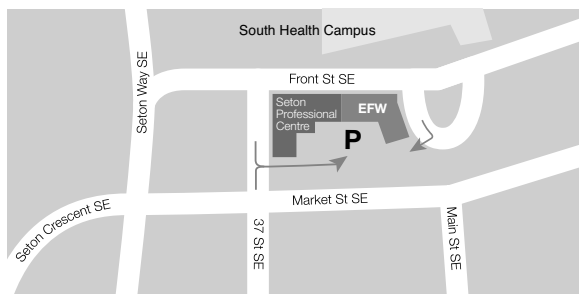 South Health Campus
Seton Way SE
Front St SE
Seton
Professional
Centre
EFW
P
Market St SE
Seton Crescent SE
37 St SE
Main St SE